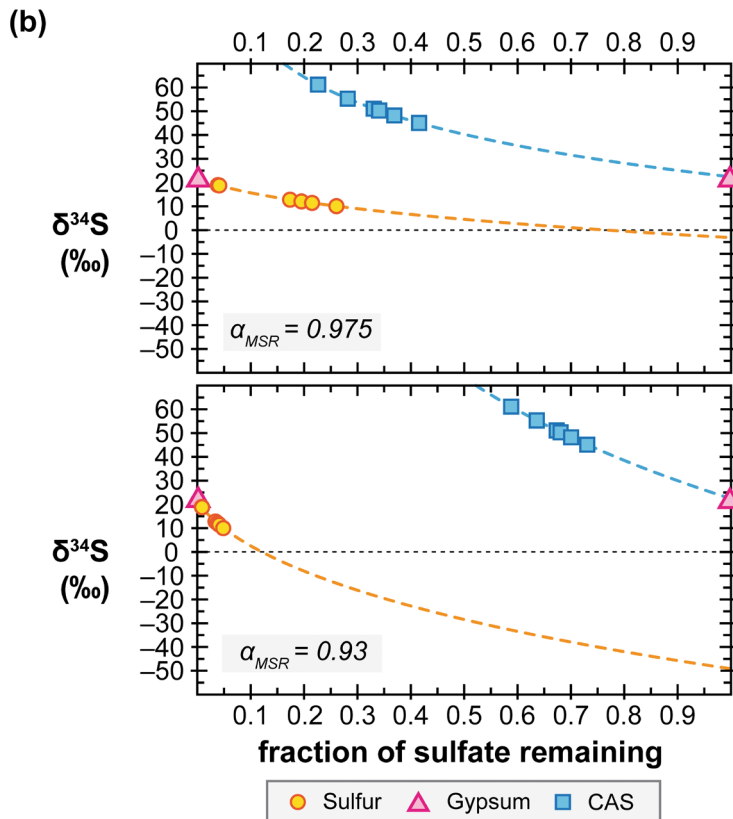 (b)
0.1 0.2 0.3 0.4 0.5 0.6 0.7 0.8 0.9
60
50
40
30
20
10
0
–10
–20
–30
–40
–50
δ³⁴S
(‰)
α_MSR = 0.975
60
50
40
30
20
10
0
–10
–20
–30
–40
–50
δ³⁴S
(‰)
α_MSR = 0.93
0.1 0.2 0.3 0.4 0.5 0.6 0.7 0.8 0.9
fraction of sulfate remaining
Sulfur Gypsum CAS